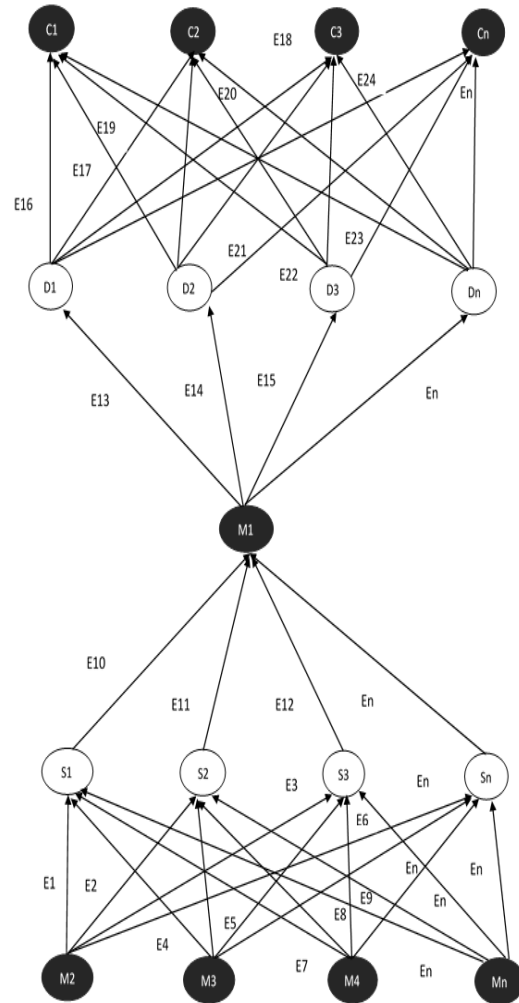 C1 C2 E18 C3 Cn
E20 E24 En
E19
E17
E16
E21 E23
E22
D1 D2 D3 Dn
E13 E14 E15 En
M1
E10
E11 E12 En
S1 S2 S3 Sn
E3 En
E6
E1 E2 En En
E9 En
E5 E8
E4
E7 En
M2 M3 M4 Mn